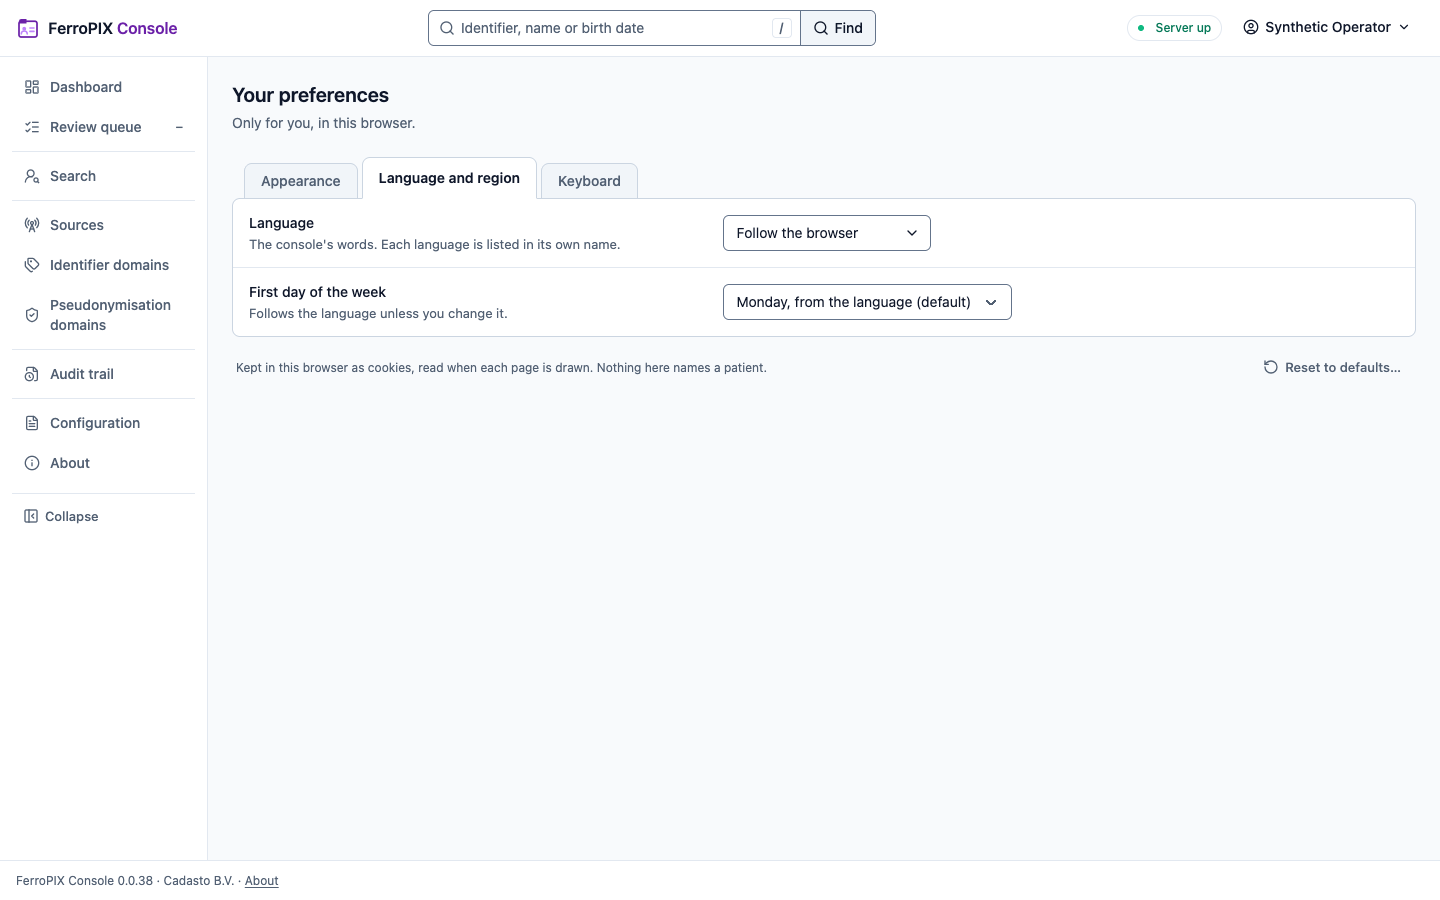 FerroPIX Console
Identifier, name or birth date
/
Find
Server up
Synthetic Operator
Dashboard
Review queue –
Search
Sources
Identifier domains
Pseudonymisation
domains
Audit trail
Configuration
About
Collapse
Your preferences
Only for you, in this browser.
Appearance
Language and region
Keyboard
Language
The console's words. Each language is listed in its own name.
Follow the browser
First day of the week
Follows the language unless you change it.
Monday, from the language (default)
Kept in this browser as cookies, read when each page is drawn. Nothing here names a patient.
Reset to defaults...
FerroPIX Console 0.0.38 · Cadasto B.V. · About